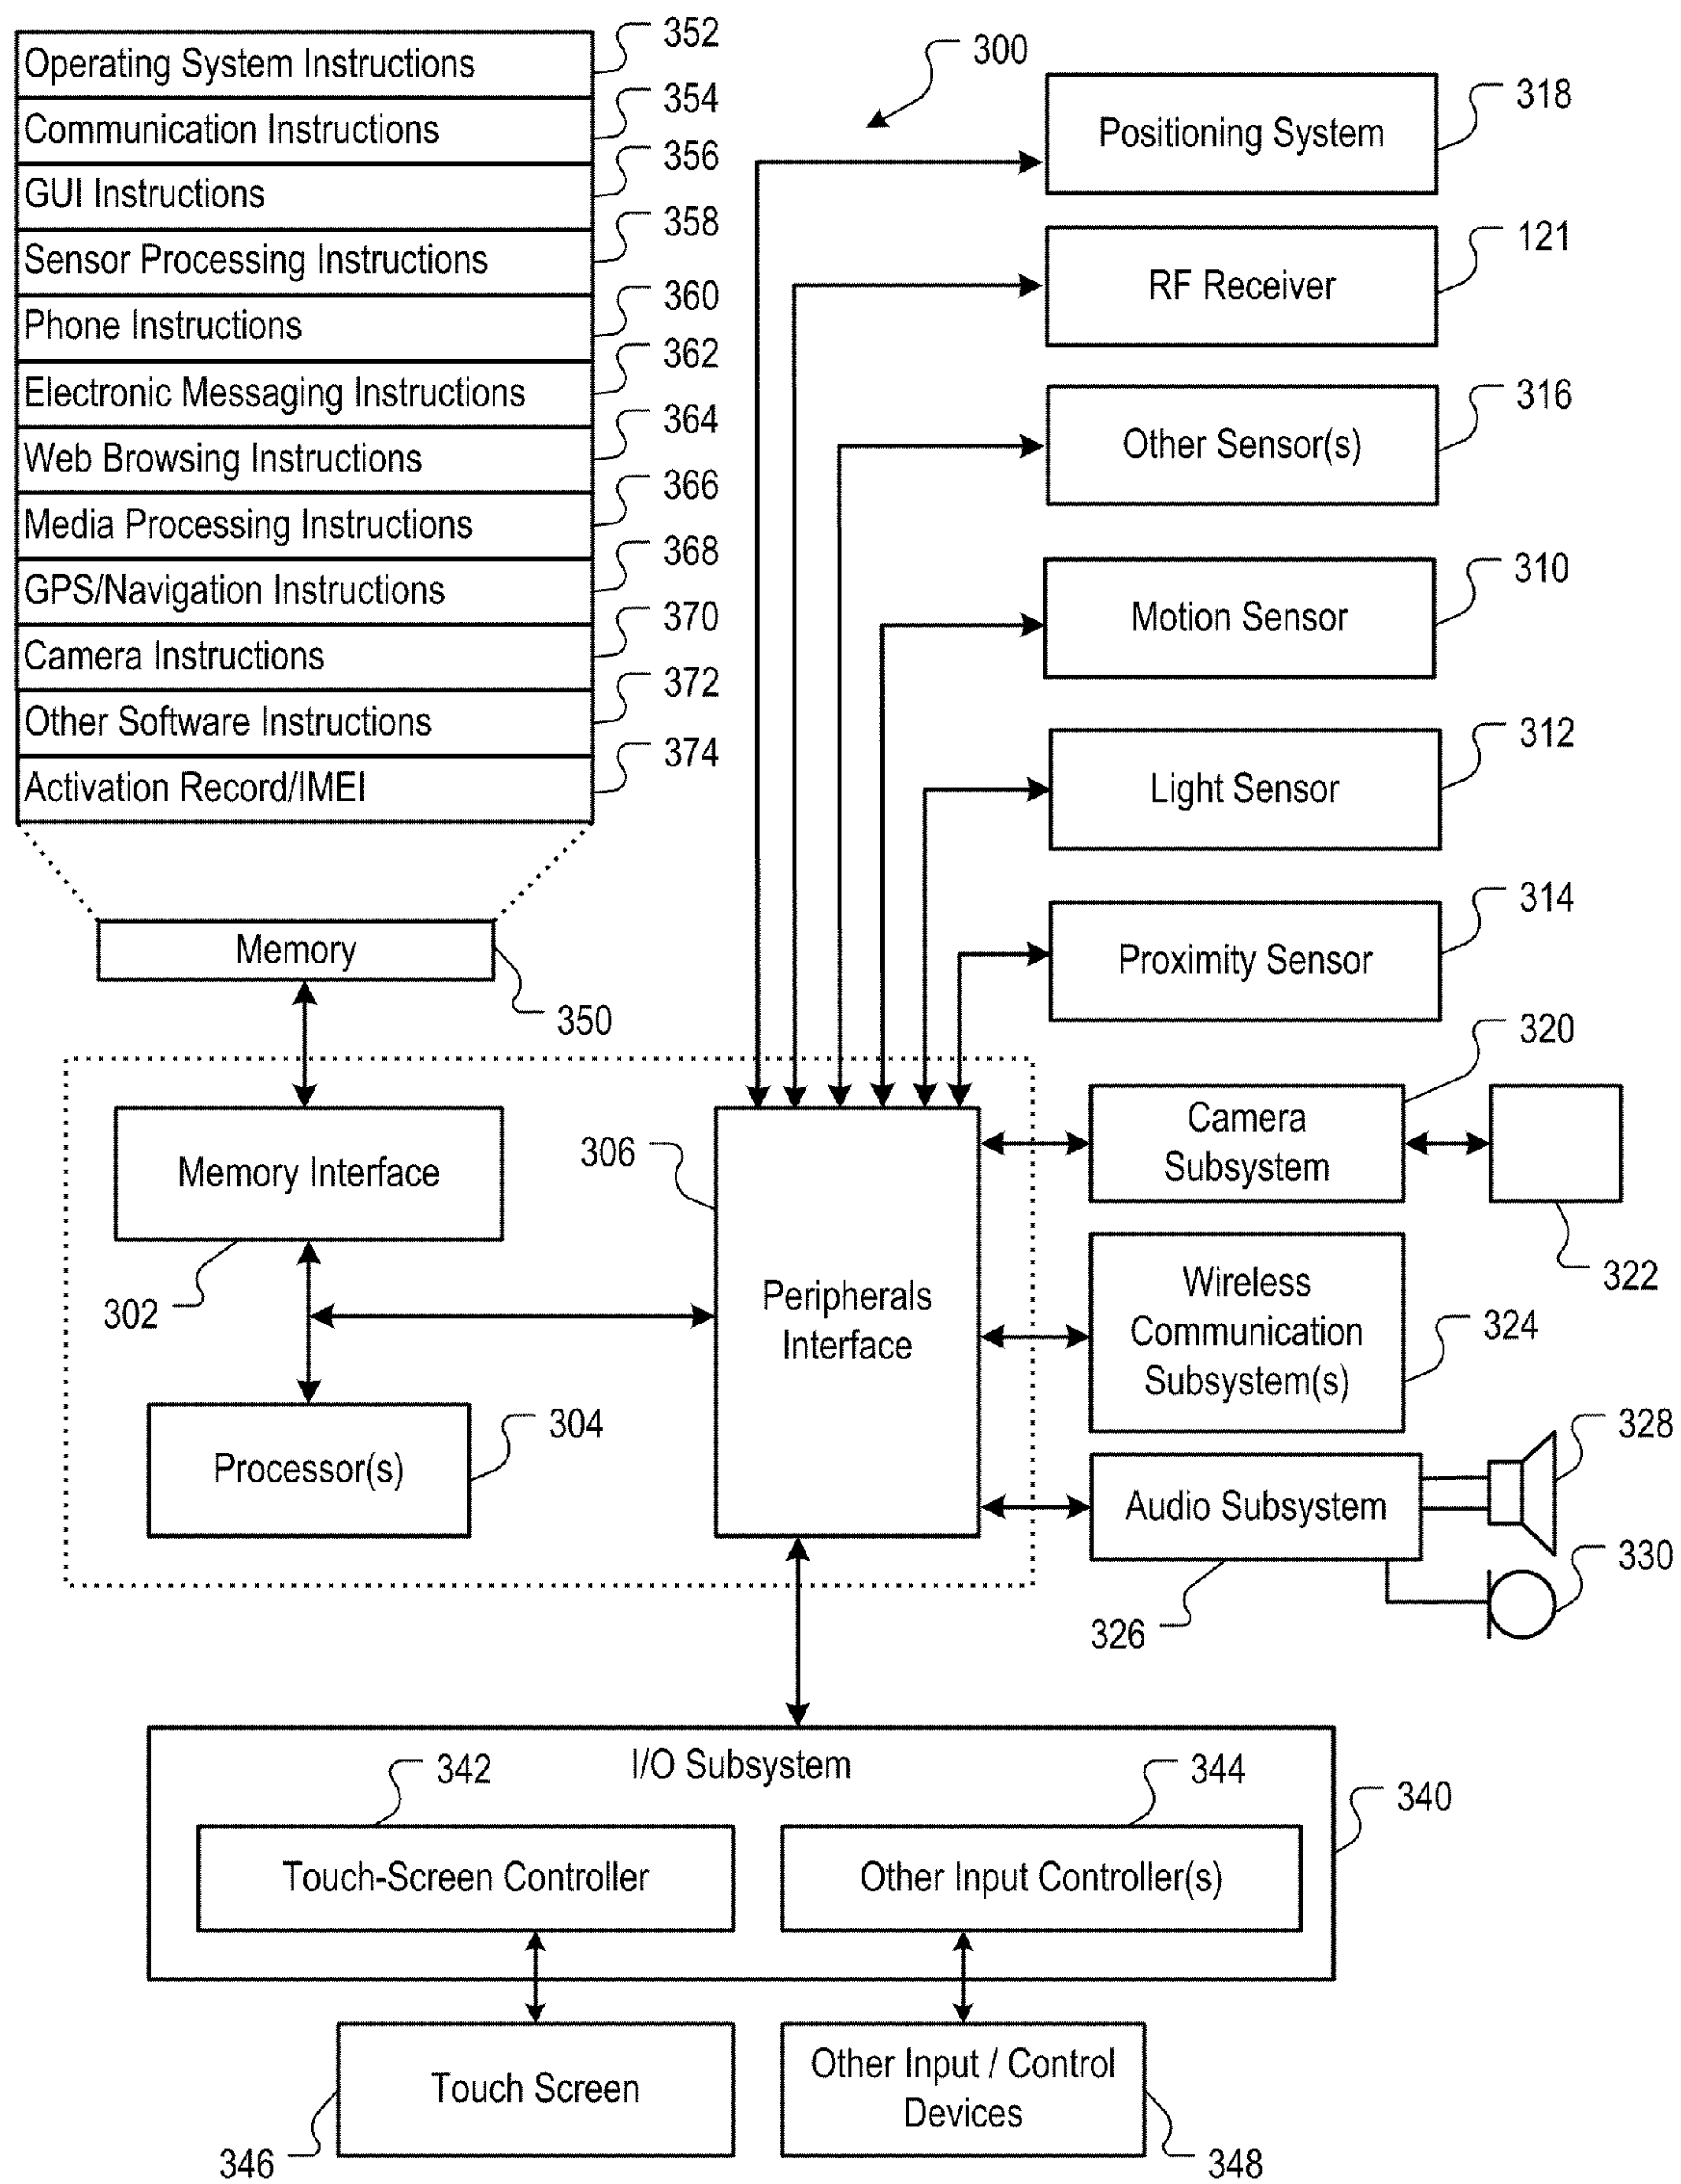 Operating System Instructions
352
Communication Instructions
354
GUI Instructions
356
Sensor Processing Instructions
358
Phone Instructions
360
Electronic Messaging Instructions
362
Web Browsing Instructions
364
Media Processing Instructions
366
GPS/Navigation Instructions
368
Camera Instructions
370
Other Software Instructions
372
Activation Record/IMEI
374
Memory
350
300
Positioning System
318
RF Receiver
121
Other Sensor(s)
316
Motion Sensor
310
Light Sensor
312
Proximity Sensor
314
Memory Interface
302
Processor(s)
304
306
Peripherals
Interface
Camera
Subsystem
320
322
Wireless
Communication
Subsystem(s)
324
Audio Subsystem
326
328
330
I/O Subsystem
340
342
Touch-Screen Controller
344
Other Input Controller(s)
Touch Screen
346
Other Input / Control
Devices
348